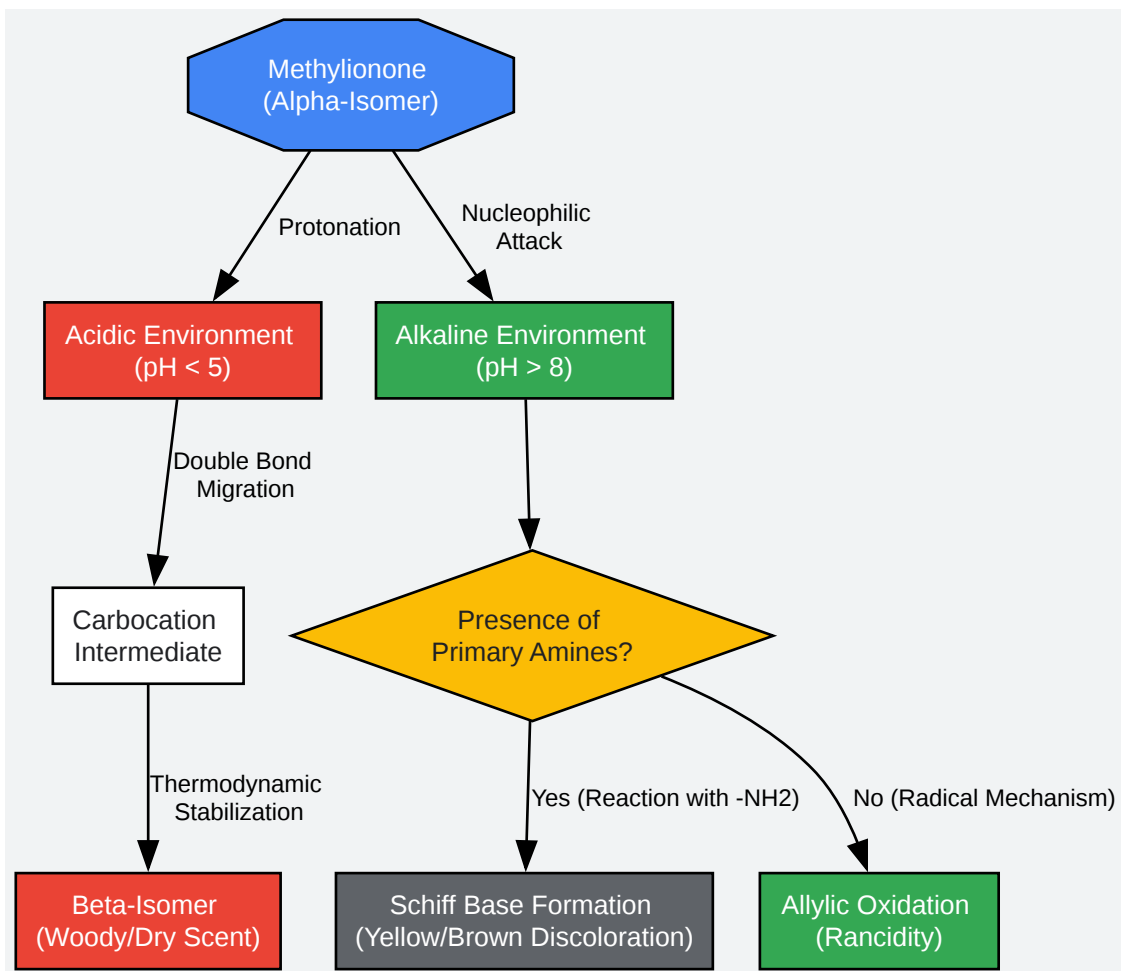 Methylionone
(Alpha-Isomer)
Protonation
Nucleophilic
Attack
Acidic Environment
(pH < 5)
Alkaline Environment
(pH > 8)
Double Bond
Migration
Carbocation
Intermediate
Presence of
Primary Amines?
Thermodynamic
Stabilization
Yes (Reaction with -NH2)
No (Radical Mechanism)
Beta-Isomer
(Woody/Dry Scent)
Schiff Base Formation
(Yellow/Brown Discoloration)
Allylic Oxidation
(Rancidity)